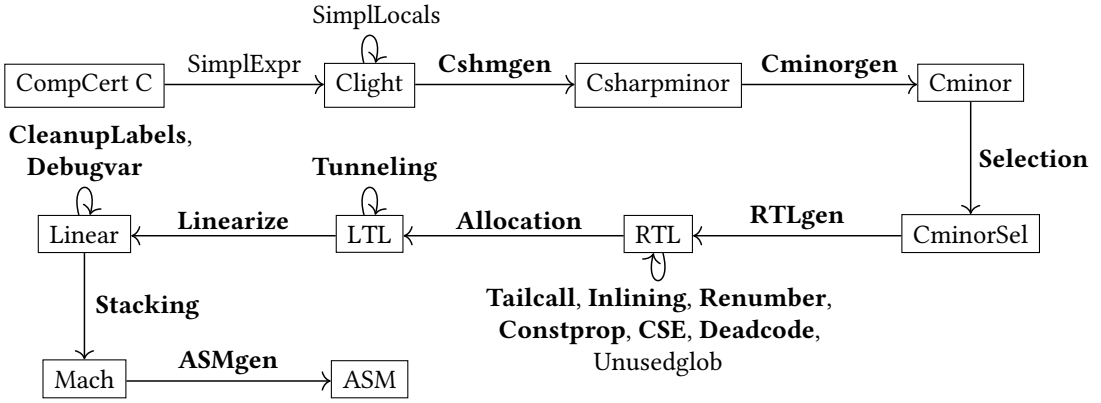 SimplLocals
CompCert C
SimplExpr
Clight
Cshmgen
Csharpminor
Cminorgen
Cminor
Selection
CleanupLabels,
Debugvar
Tunneling
Linear
Linearize
LTL
Allocation
RTL
RTLgen
CminorSel
Tailcall, Inlining, Renumber,
Constprop, CSE, Deadcode,
Unusedglob
Stacking
Mach
ASMgen
ASM